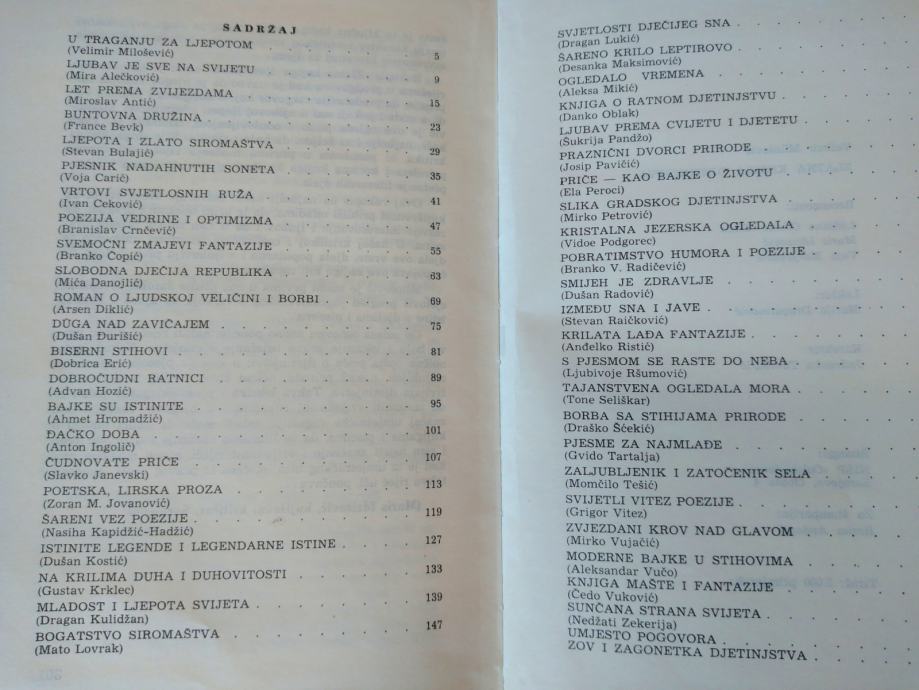 SADRŽAJ
U TRAGANJU ZA LJEPOTOM . . . . . . . 5
(Velimir Milošević)
LJUBAV JE SVE NA SVIJETU . . . . . . . 9
(Mira Alečković)
LET PREMA ZVIJEZDAMA . . . . . . . 15
(Miroslav Antić)
BUNTOVNA DRUŽINA . . . . . . . 23
(France Bevk)
LJEPOTA I ZLATO SIROMAŠTVA . . . . . . . 29
(Stevan Bulajić)
PJESNIK NADAHNUTIH SONETA . . . . . . . 35
(Voja Carić)
VRTOVI SVJETLOSNIH RUŽA . . . . . . . 41
(Ivan Ceković)
POEZIJA VEDRINE I OPTIMIZMA . . . . . . . 47
(Branislav Crnčević)
SVEMOĆNI ZMAJEVI FANTAZIJE . . . . . . . 55
(Branko Ćopić)
SLOBODNA DJEČIJA REPUBLIKA . . . . . . . 63
(Mića Danojlić)
ROMAN O LJUDSKOJ VELIČINI I BORBI . . . . . 69
(Arsen Diklić)
DUGA NAD ZAVIČAJEM . . . . . . . 75
(Dušan Đurišić)
BISERNI STIHOVI . . . . . . . 81
(Dobrica Erić)
DOBROĆUDNI RATNICI . . . . . . . 89
(Advan Hozić)
BAJKE SU ISTINITE . . . . . . . 95
(Ahmet Hromadžić)
ĐAČKO DOBA . . . . . . . 101
(Anton Ingolič)
ČUDNOVATE PRIČE . . . . . . . 107
(Slavko Janevski)
POETSKA, LIRSKA PROZA . . . . . . . 113
(Zoran M. Jovanović)
ŠARENI VEZ POEZIJE . . . . . . . 119
(Nasiha Kapidžić-Hadžić)
ISTINITE LEGENDE I LEGENDARNE ISTINE . . . . 127
(Dušan Kostić)
NA KRILIMA DUHA I DUHOVITOSTI . . . . . . 133
(Gustav Krklec)
MLADOST I LJEPOTA SVIJETA . . . . . . . 139
(Dragan Kulidžan)
BOGATSTVO SIROMAŠTVA . . . . . . . 147
(Mato Lovrak)
SVJETLOSTI DJEČIJEG SNA . . . .
(Dragan Lukić)
ŠARENO KRILO LEPTIROVO . . . .
(Desanka Maksimović)
OGLEDALO VREMENA . . . .
(Aleksa Mikić)
KNJIGA O RATNOM DJETINJSTVU . . . .
(Danko Oblak)
LJUBAV PREMA CVIJETU I DJETETU . . . .
(Šukrija Pandžo)
PRAZNIČNI DVORCI PRIRODE . . . .
(Josip Pavičić)
PRIČE — KAO BAJKE O ŽIVOTU . . . .
(Ela Peroci)
SLIKA GRADSKOG DJETINJSTVA . . . .
(Mirko Petrović)
KRISTALNA JEZERSKA OGLEDALA . . . .
(Vidoe Podgorec)
POBRATIMSTVO HUMORA I POEZIJE . . . .
(Branko V. Radičević)
SMIJEH JE ZDRAVLJE . . . .
(Dušan Radović)
IZMEĐU SNA I JAVE . . . .
(Stevan Raičković)
KRILATA LAĐA FANTAZIJE . . . .
(Anđelko Ristić)
S PJESMOM SE RASTE DO NEBA . . . .
(Ljubivoje Ršumović)
TAJANSTVENA OGLEDALA MORA . . . .
(Tone Seliškar)
BORBA SA STIHIJAMA PRIRODE . . . .
(Draško Šćekić)
PJESME ZA NAJMLAĐE . . . .
(Gvido Tartalja)
ZALJUBLJENIK I ZATOČENIK SELA . . . .
(Momčilo Tešić)
SVIJETLI VITEZ POEZIJE . . . .
(Grigor Vitez)
ZVJEZDANI KROV NAD GLAVOM . . . .
(Mirko Vujačić)
MODERNE BAJKE U STIHOVIMA . . . .
(Aleksandar Vučo)
KNJIGA MAŠTE I FANTAZIJE . . . .
(Čedo Vuković)
SUNČANA STRANA SVIJETA . . . .
(Nedžati Zekerija)
UMJESTO POGOVORA . . . .
ZOV I ZAGONETKA DJETINJSTVA . . . .